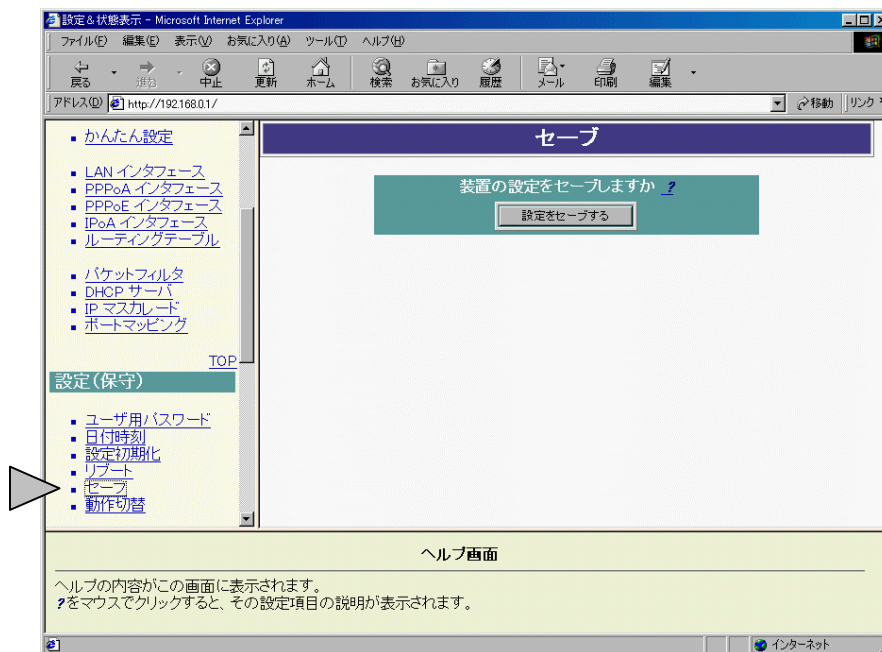 設定&状態表示 - Microsoft Internet Explorer
ファイル(F) 編集(E) 表示(V) お気に入り(A) ツール(T) ヘルプ(H)
戻る 進む 中止 更新 ホーム 検索 お気に入り 履歴 メール 印刷 編集
アドレス(D) http://192.168.0.1/ 移動 リンク
かんたん設定
LAN インタフェース
PPPoA インタフェース
PPPoE インタフェース
IPoA インタフェース
ルーティングテーブル
パケットフィルタ
DHCP サーバ
IP マスカレード
ポートマッピング
TOP
設定(保守)
ユーザ用パスワード
日付時刻
設定初期化
リブート
セーブ
動作切替
セーブ
装置の設定をセーブしますか ?
設定をセーブする
ヘルプ画面
ヘルプの内容がこの画面に表示されます。
?をマウスでクリックすると、その設定項目の説明が表示されます。
インターネット